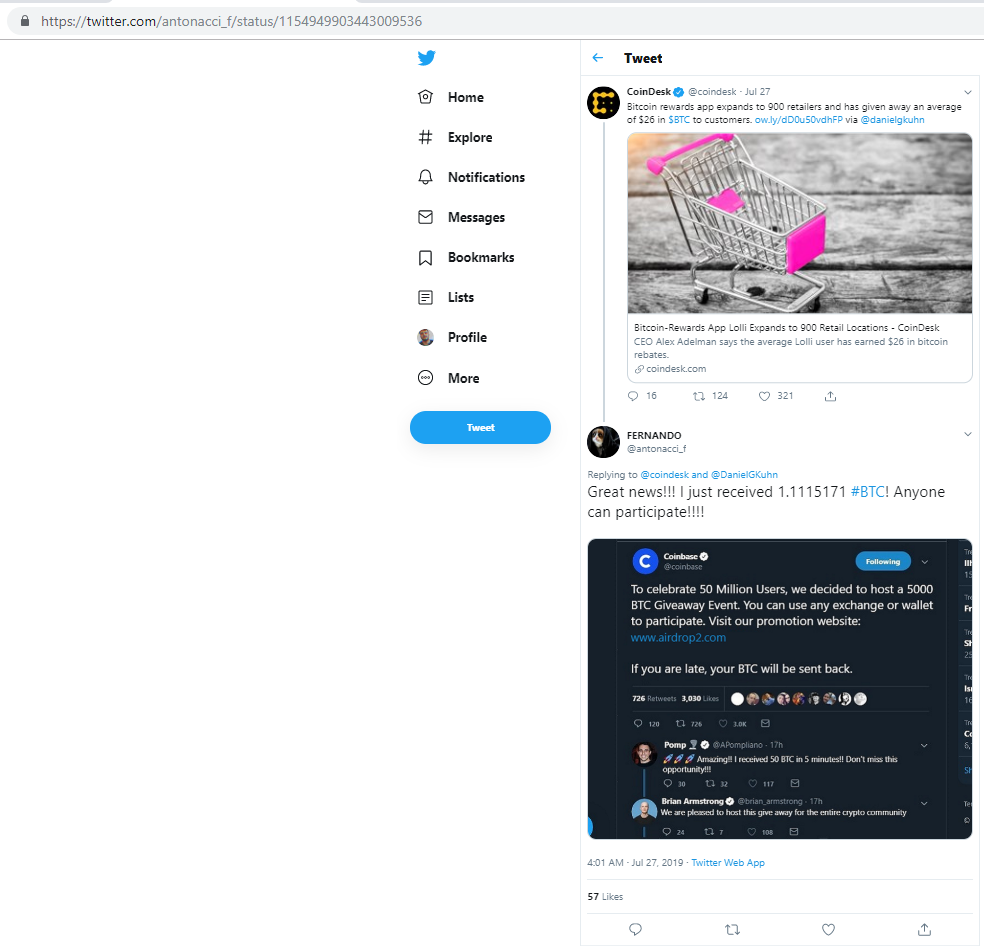 https://twitter.com/antonacci_f/status/1154949903443009536
Home
Explore
Notifications
Messages
Bookmarks
Lists
Profile
More
Tweet
Tweet
CoinDesk @coindesk · Jul 27
Bitcoin rewards app expands to 900 retailers and has given away an average
of $26 in $BTC to customers. ow.ly/dD0u50vdhFP via @danielgkuhn
Bitcoin-Rewards App Lolli Expands to 900 Retail Locations - CoinDesk
CEO Alex Adelman says the average Lolli user has earned $26 in bitcoin
rebates.
coindesk.com
16 124 321
FERNANDO
@antonacci_f
Replying to @coindesk and @DanielGKuhn
Great news!!! I just received 1.1115171 #BTC! Anyone
can participate!!!!
Coinbase
@coinbase
Following
To celebrate 50 Million Users, we decided to host a 5000
BTC Giveaway Event. You can use any exchange or wallet
to participate. Visit our promotion website:
www.airdrop2.com
If you are late, your BTC will be sent back.
726 Retweets 3,030 Likes
120 726 3.0K
Pomp @APompliano · 17h
🚀🚀🚀 Amazing!! I received 50 BTC in 5 minutes!! Don't miss this
opportunity!!!
30 32 117
Brian Armstrong @brian_armstrong · 17h
We are pleased to host this give away for the entire crypto community
24 7 108
4:01 AM · Jul 27, 2019 · Twitter Web App
57 Likes